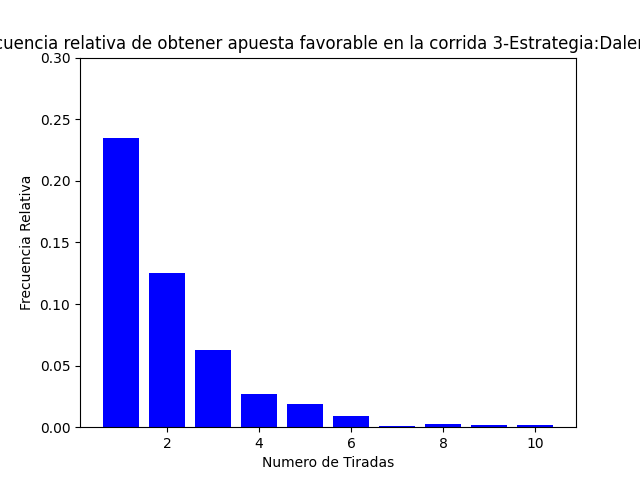 cuencia relativa de obtener apuesta favorable en la corrida 3-Estrategia:Daler
0.30
0.25
0.20
0.15
0.10
0.05
0.00
Frecuencia Relativa
2 4 6 8 10
Numero de Tiradas